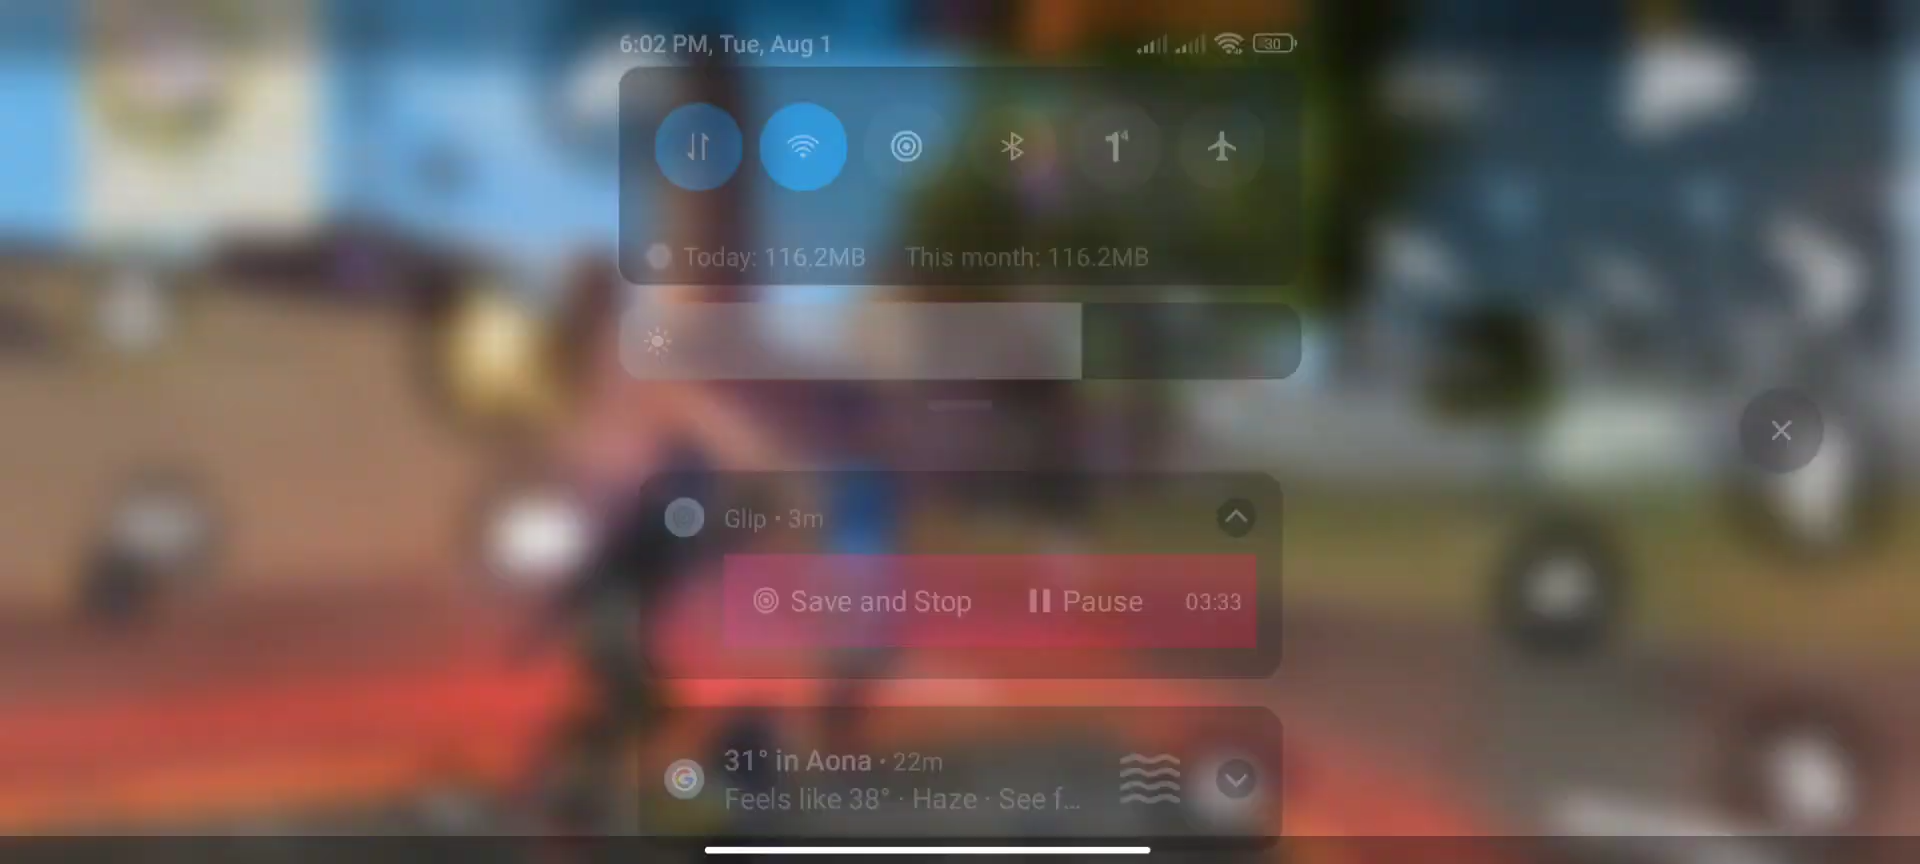 6:02 PM, Tue, Aug 1
30
Today: 116.2MB This month: 116.2MB
Glip • 3m
Save and Stop Pause 03:33
31° in Aona • 22m
Feels like 38° · Haze · See f...